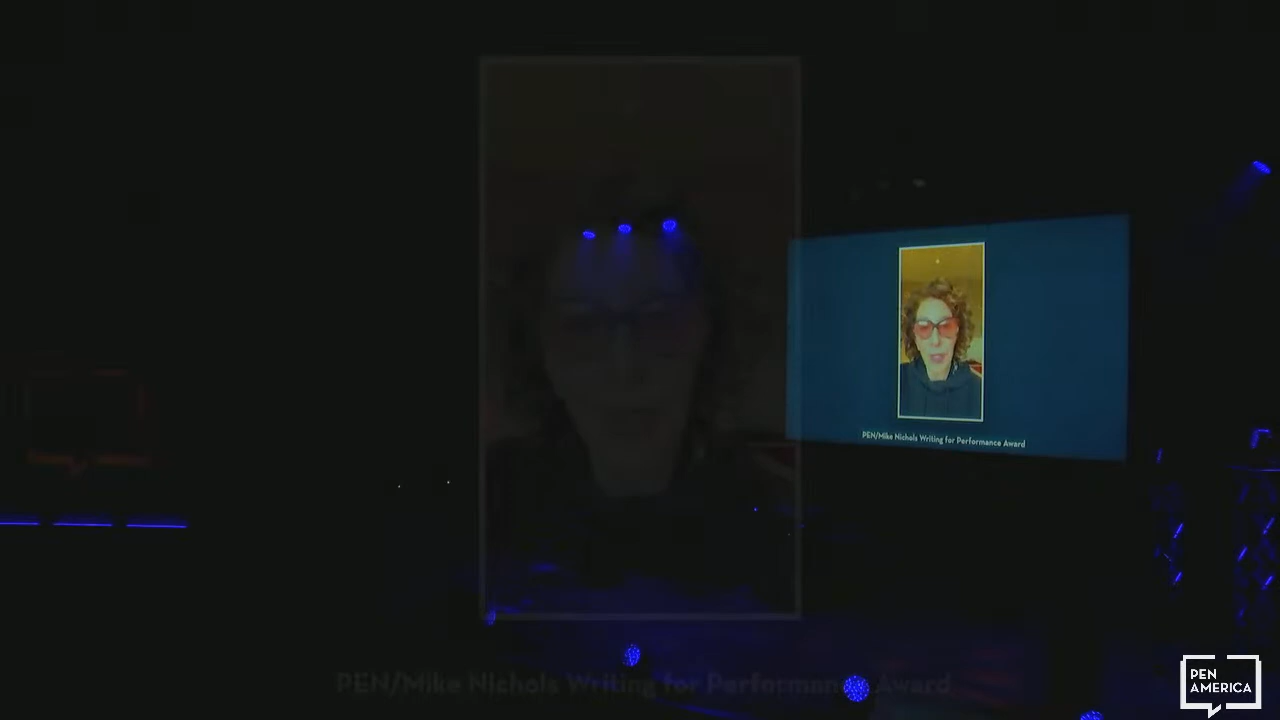 PEN/Mike Nichols Writing for Performance Award
PEN/Mike Nichols Writing for Performance Award
PEN
AMERICA